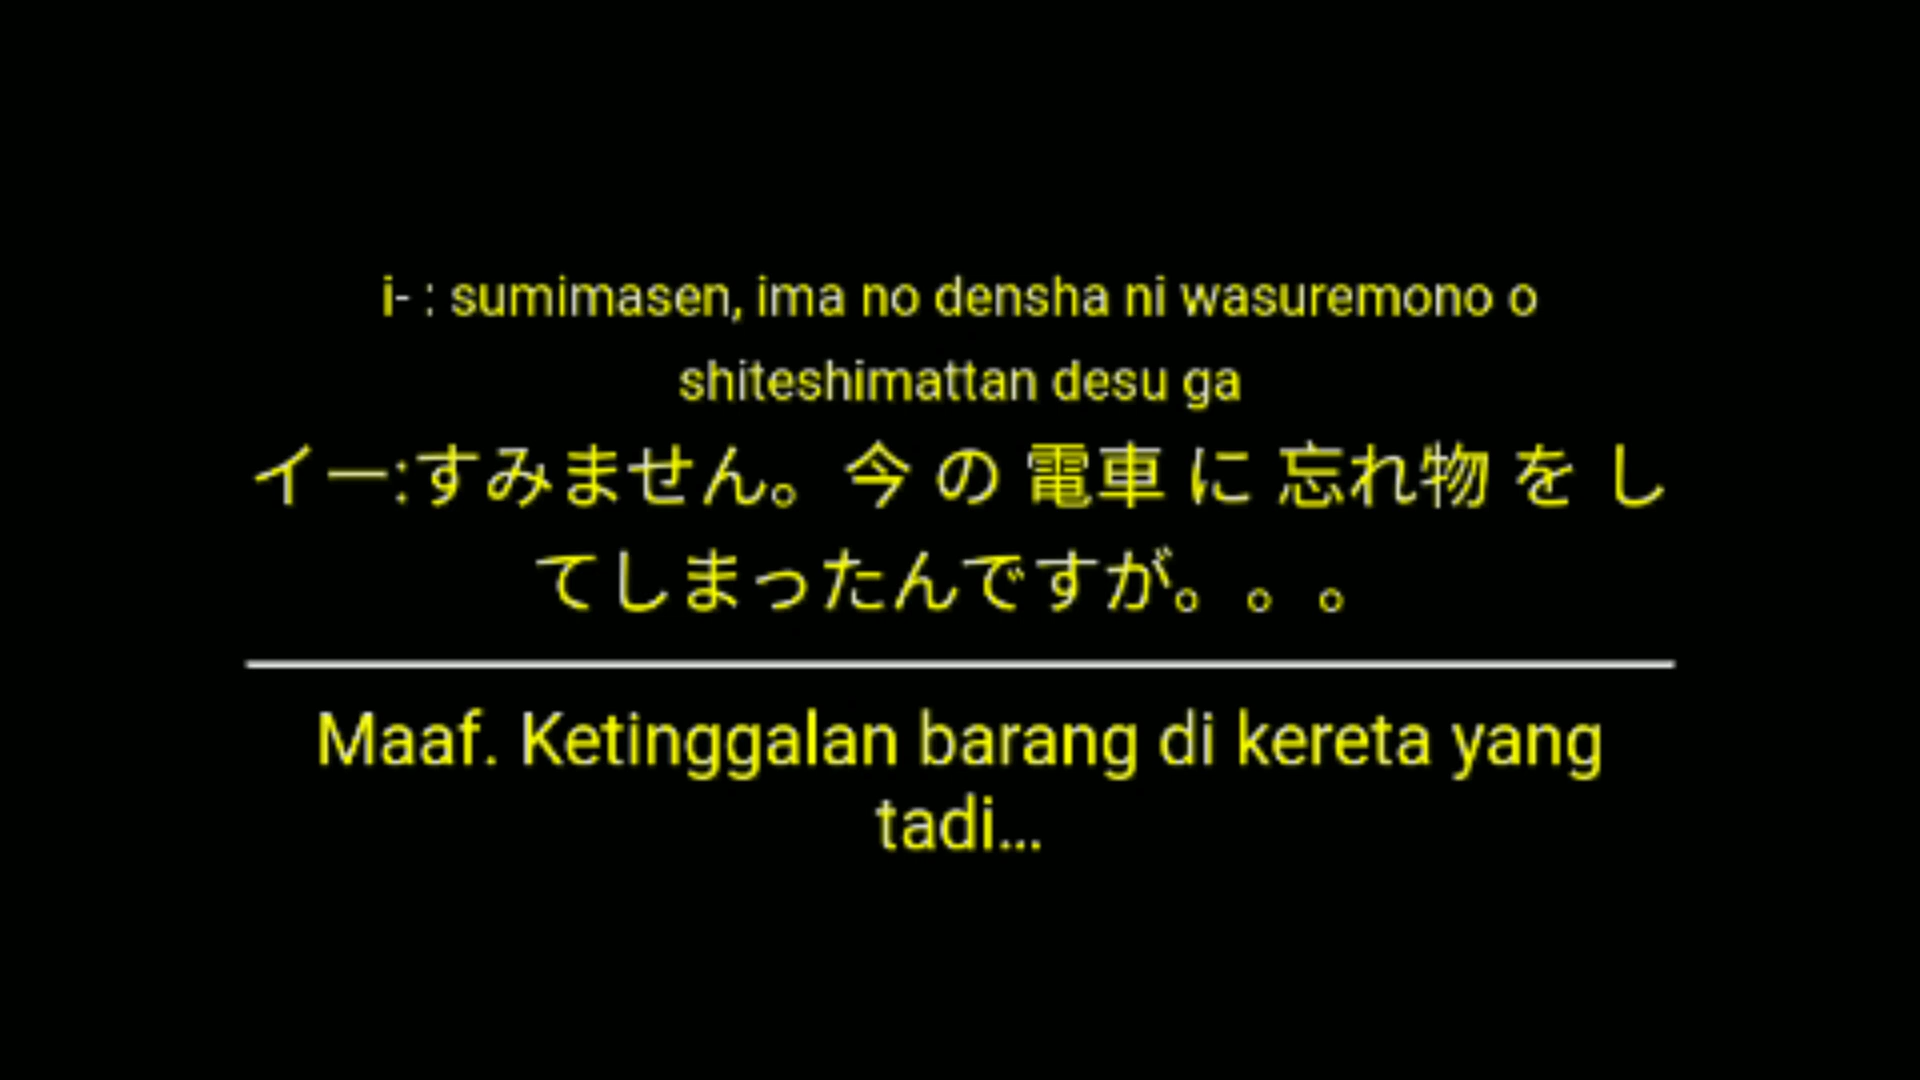 i- : sumimasen, ima no densha ni wasuremono o
shiteshimattan desu ga
イー:すみません。今 の 電車 に 忘れ物 を し
てしまったんですが。。。
Maaf. Ketinggalan barang di kereta yang
tadi...